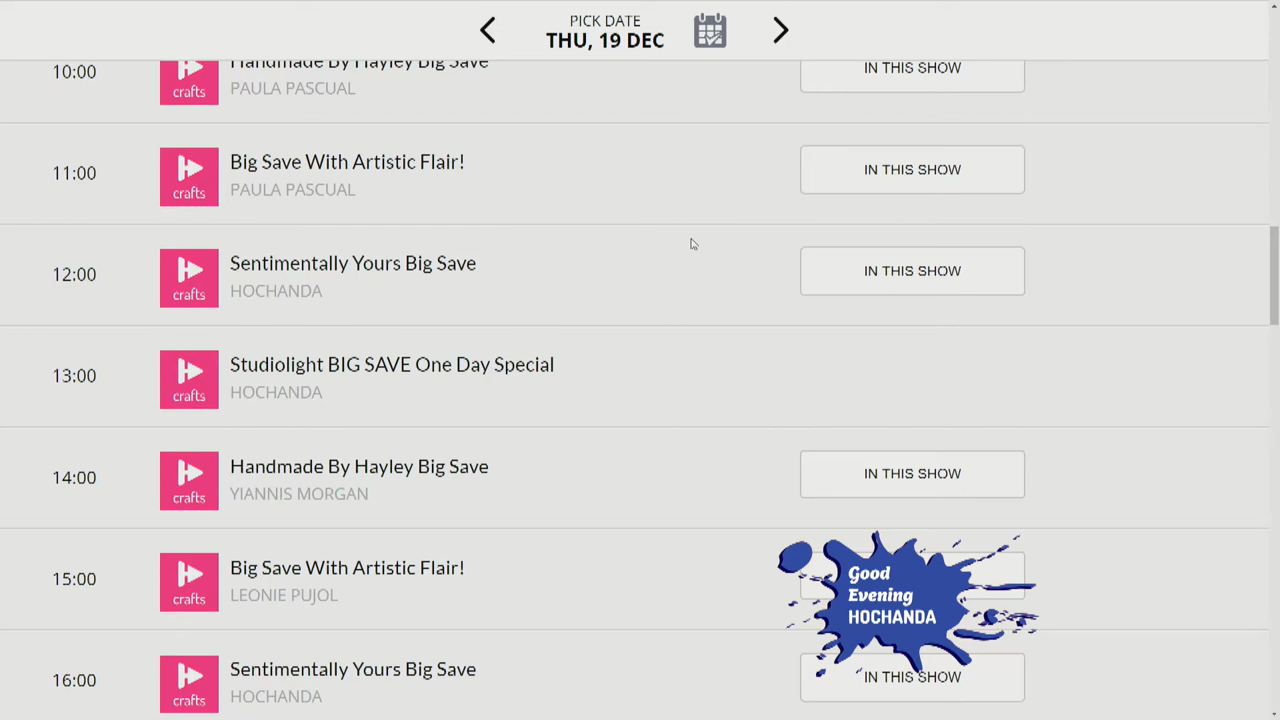 PICK DATE
THU, 19 DEC
10:00
Handmade By Hayley Big Save
PAULA PASCUAL
crafts
IN THIS SHOW
11:00
Big Save With Artistic Flair!
PAULA PASCUAL
crafts
IN THIS SHOW
12:00
Sentimentally Yours Big Save
HOCHANDA
crafts
IN THIS SHOW
13:00
Studiolight BIG SAVE One Day Special
HOCHANDA
crafts
14:00
Handmade By Hayley Big Save
YIANNIS MORGAN
crafts
IN THIS SHOW
15:00
Big Save With Artistic Flair!
LEONIE PUJOL
crafts
Good
Evening
HOCHANDA
16:00
Sentimentally Yours Big Save
HOCHANDA
crafts
IN THIS SHOW